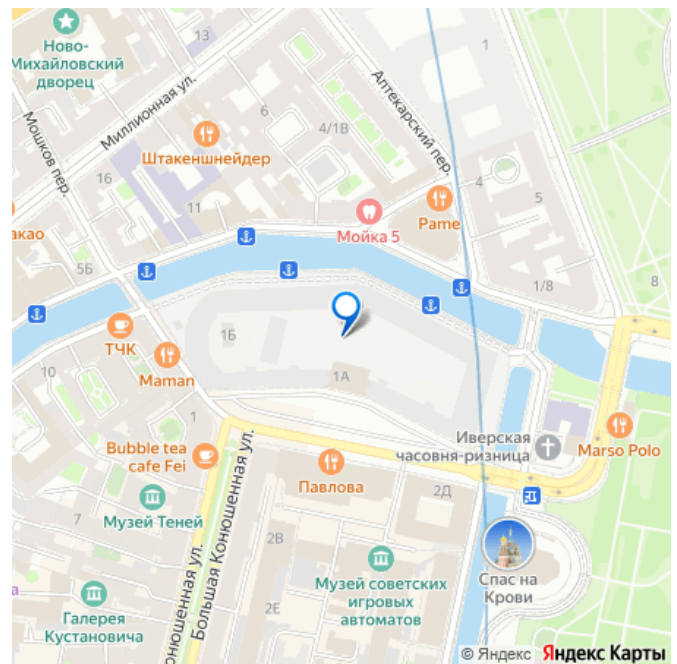 Ново-
Михайловский
дворец
13
1
Миллионная ул.
Аптекарский пер.
6
4/1В
Мошков пер.
Штакеншнейдер
16
4
5
11
Мойка 5
Pame
акао
5Б
8
1/8
ТЧК
1Б
Maman
10
1А
1
Иверская
часовня-ризница
Marso Polo
Bubble tea
cafe Fei
Павлова
2Д
Музей Теней
Большая Конюшенная ул.
онюшенная ул.
2В
Спас на
Крови
Музей советских
игровых
автоматов
а
2Е
Галерея
Кустановича
© Яндекс Яндекс Карты